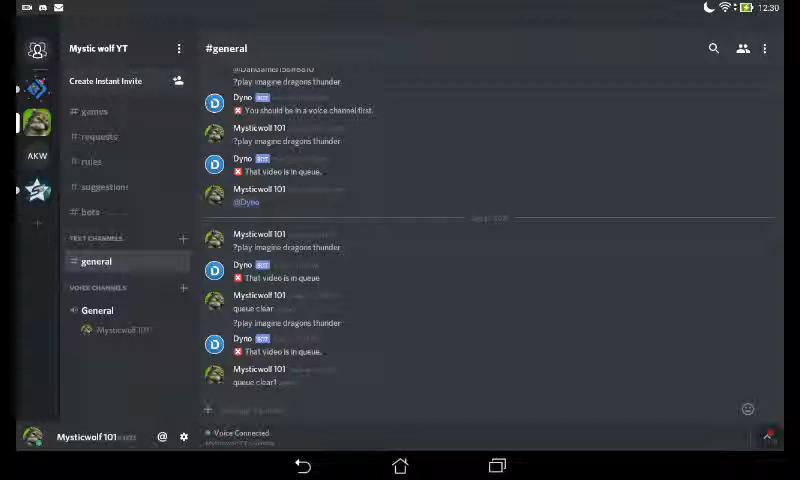 12:30
Mystic wolf YT
#general
Create Instant Invite
?play imagine dragons thunder
Dyno BOT
You should be in a voice channel first.
# games
Mysticwolf 101
?play imagine dragons thunder
# requests
Dyno BOT
That video is in queue.
# rules
# suggestions
Mysticwolf 101
@Dyno
AKW
# bots
TEXT CHANNELS
Mysticwolf 101
?play imagine dragons thunder
# general
Dyno BOT
That video is in queue
VOICE CHANNELS
Mysticwolf 101
queue clear
General
?play imagine dragons thunder
Mysticwolf 101
Dyno BOT
That video is in queue.
Mysticwolf 101
queue clear1
Mysticwolf 101
@
Voice Connected